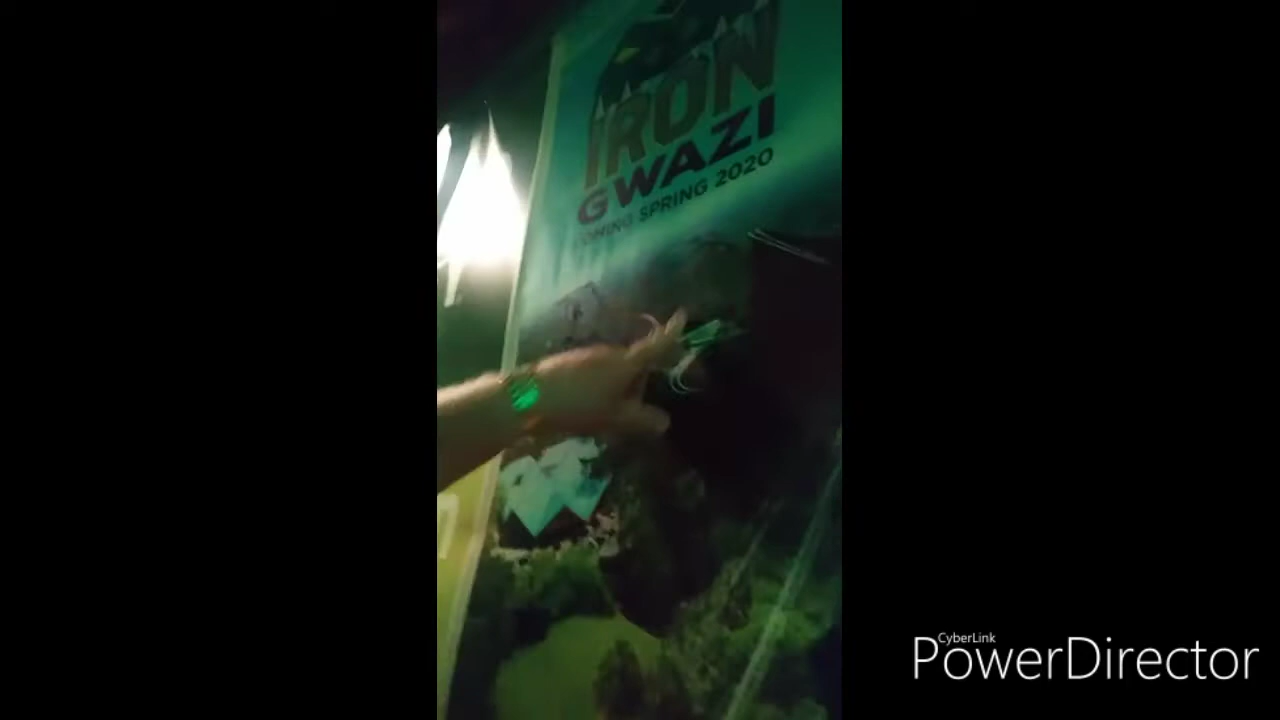 IRON
GWAZI
COMING SPRING 2020
CyberLink
PowerDirector